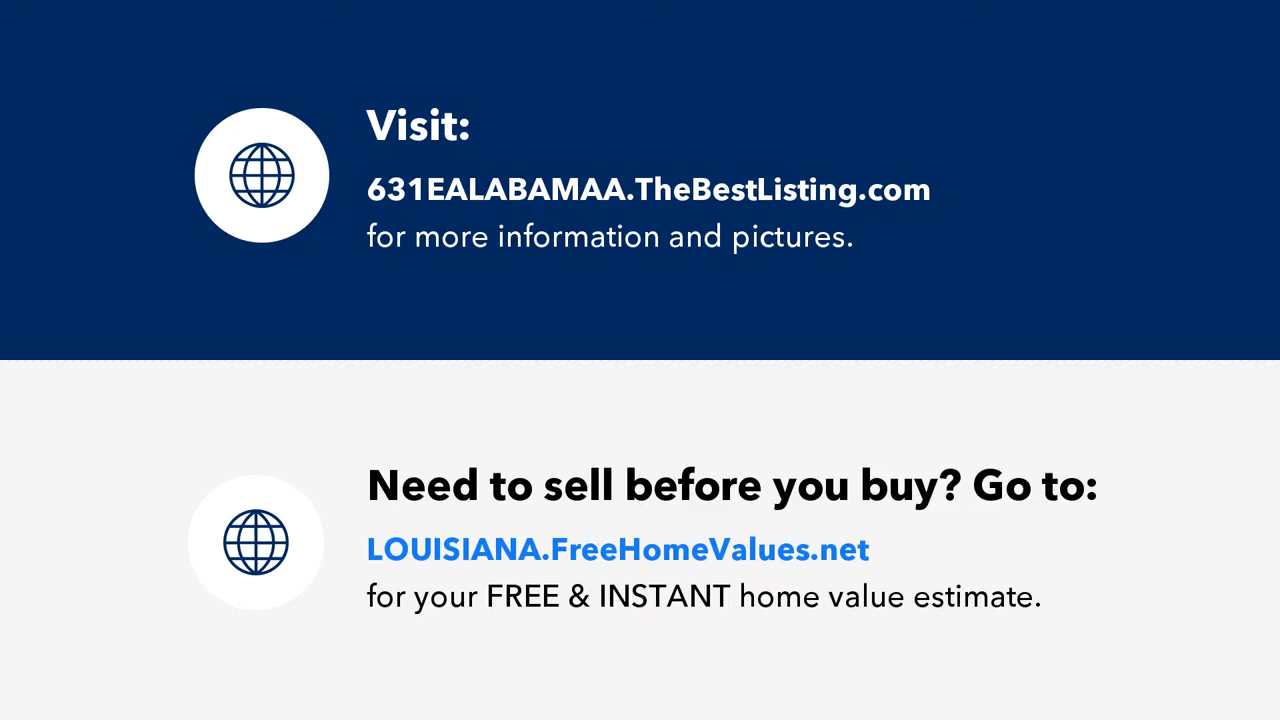 Visit:
631EALABAMAA.TheBestListing.com
for more information and pictures.
Need to sell before you buy? Go to:
LOUISIANA.FreeHomeValues.net
for your FREE & INSTANT home value estimate.